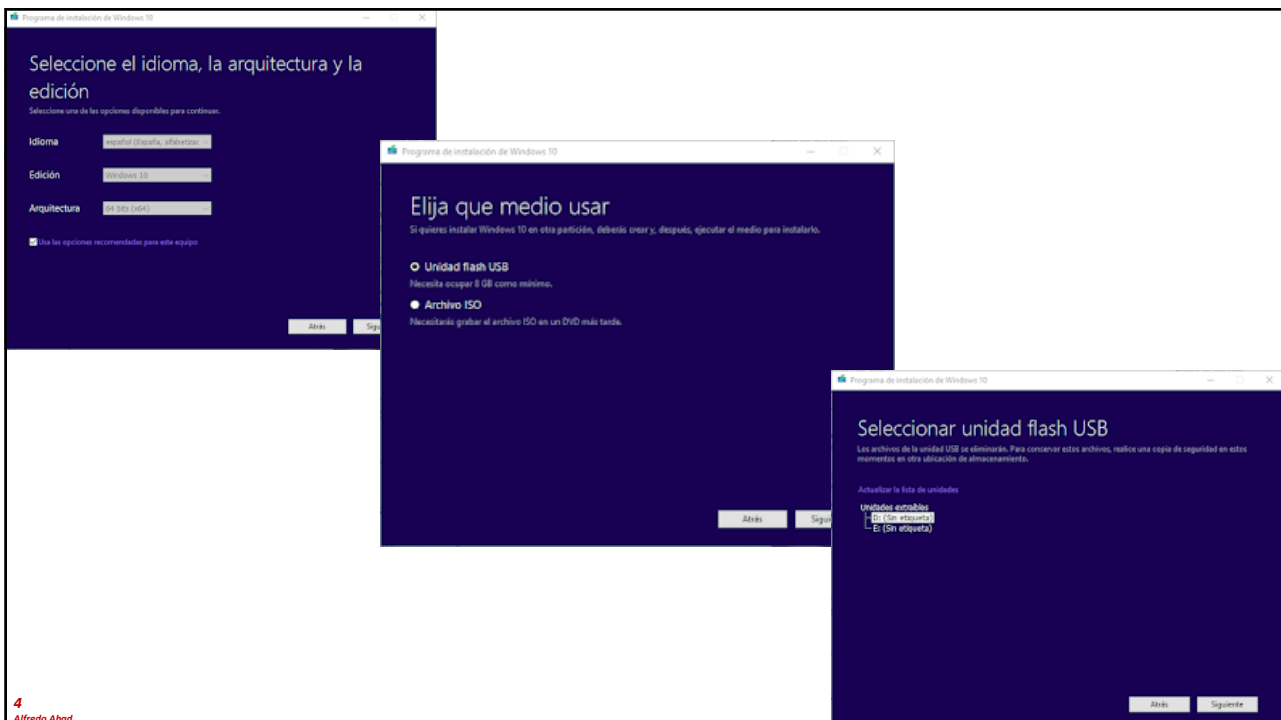 Programa de instalación de Windows 10
Seleccione el idioma, la arquitectura y la
edición
Seleccione una de las opciones disponibles para continuar.
Idioma
español (España, alfabetizac
Edición
Windows 10
Arquitectura
64 bits (x64)
Usa las opciones recomendadas para este equipo
Atrás
Sigu
Programa de instalación de Windows 10
Elija que medio usar
Si quieres instalar Windows 10 en otra partición, deberás crear y, después, ejecutar el medio para instalarlo.
Unidad flash USB
Necesita ocupar 8 GB como mínimo.
Archivo ISO
Necesitarás grabar el archivo ISO en un DVD más tarde.
Atrás
Sigui
Programa de instalación de Windows 10
Seleccionar unidad flash USB
Los archivos de la unidad USB se eliminarán. Para conservar estos archivos, realice una copia de seguridad en estos
momentos en otra ubicación de almacenamiento.
Actualizar la lista de unidades
Unidades extraíbles
D: (Sin etiqueta)
E: (Sin etiqueta)
Atrás
Siguiente
4
Alfredo Abad